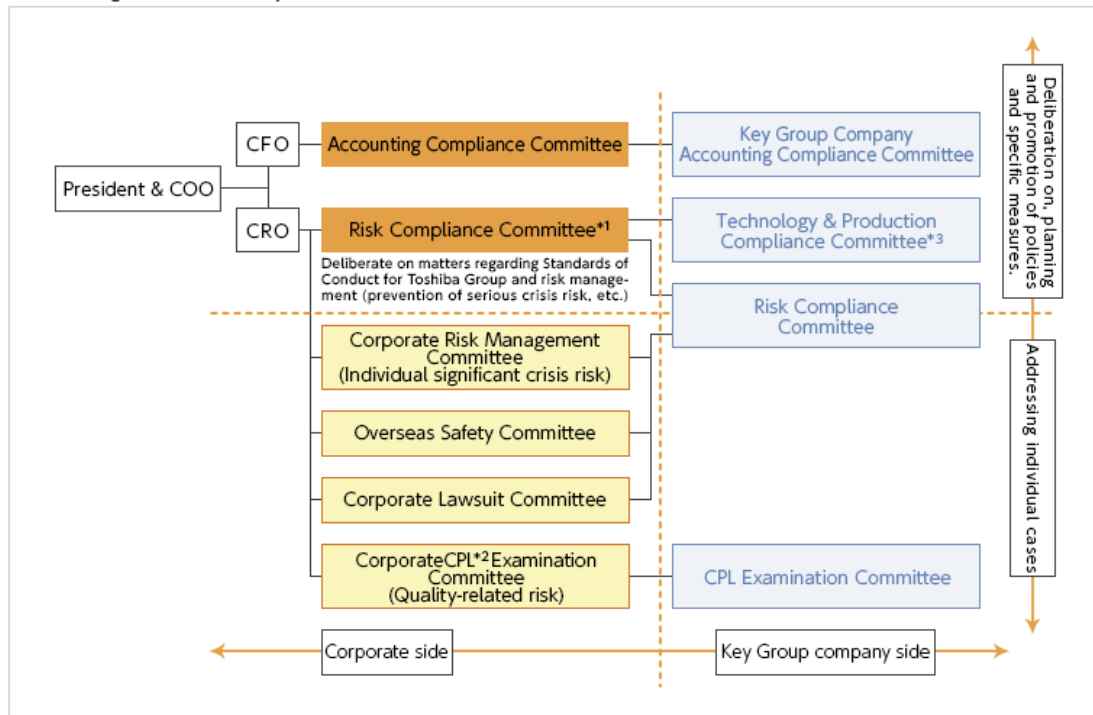 Deliberation on, planning
and promotion of policies
and specific measures.
CFO
Accounting Compliance Committee
Key Group Company
Accounting Compliance Committee
President & COO
CRO
Risk Compliance Committee*1
Technology & Production
Compliance Committee*3
Deliberate on matters regarding Standards of
Conduct for Toshiba Group and risk manage-
ment (prevention of serious crisis risk, etc.)
Risk Compliance
Committee
Corporate Risk Management
Committee
(Individual significant crisis risk)
Addressing individual cases
Overseas Safety Committee
Corporate Lawsuit Committee
CorporateCPL*2 Examination
Committee
(Quality-related risk)
CPL Examination Committee
Corporate side
Key Group company side